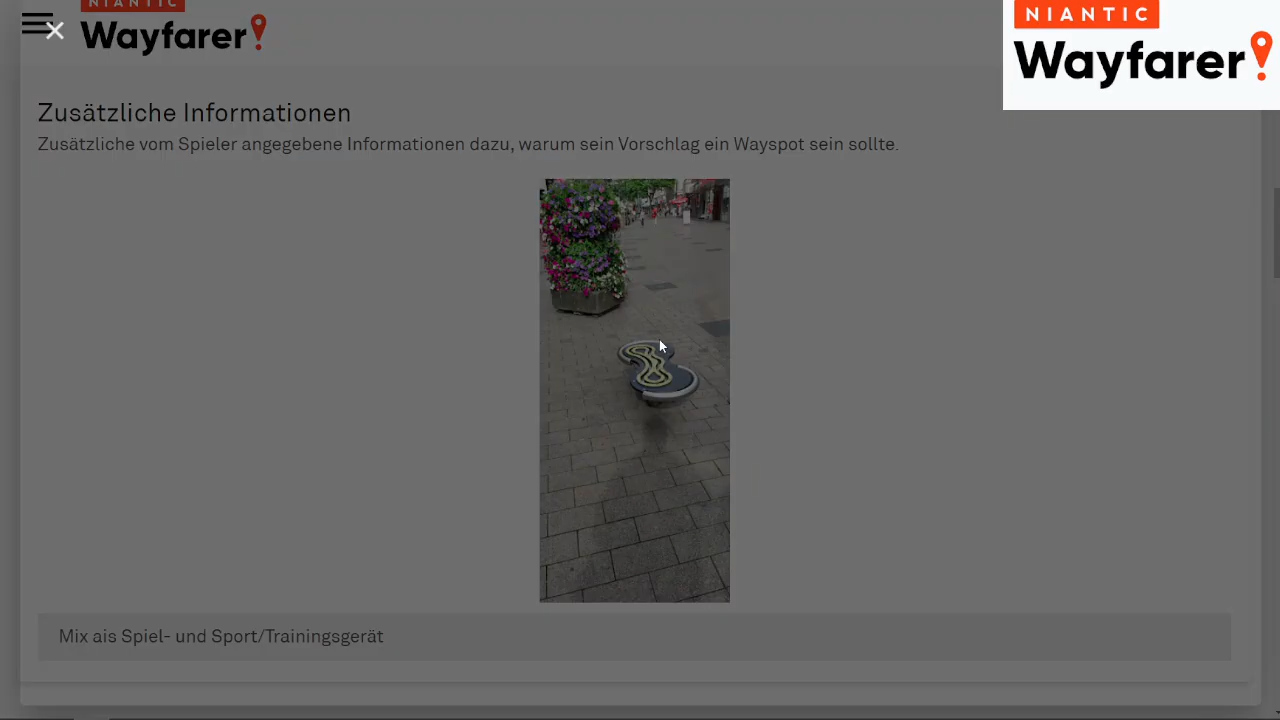 NIANTIC
Wayfarer
NIANTIC
Wayfarer
Zusätzliche Informationen
Zusätzliche vom Spieler angegebene Informationen dazu, warum sein Vorschlag ein Wayspot sein sollte.
Mix ais Spiel- und Sport/Trainingsgerät